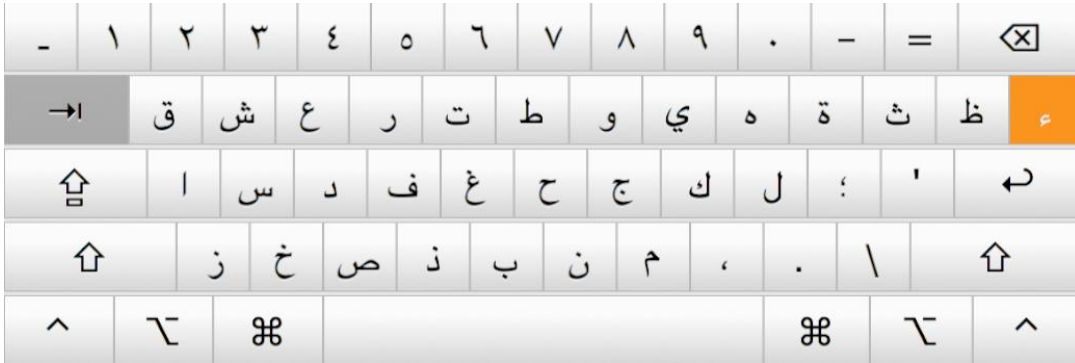 - ١ ٢ ٣ ٤ ٥ ٦ ٧ ٨ ٩ ٠ – =
ق ش ع ر ت ط و ي ه ة ث ظ ء
ا س د ف غ ح ج ك ل ؛ '
ز خ ص ذ ب ن م ، . \